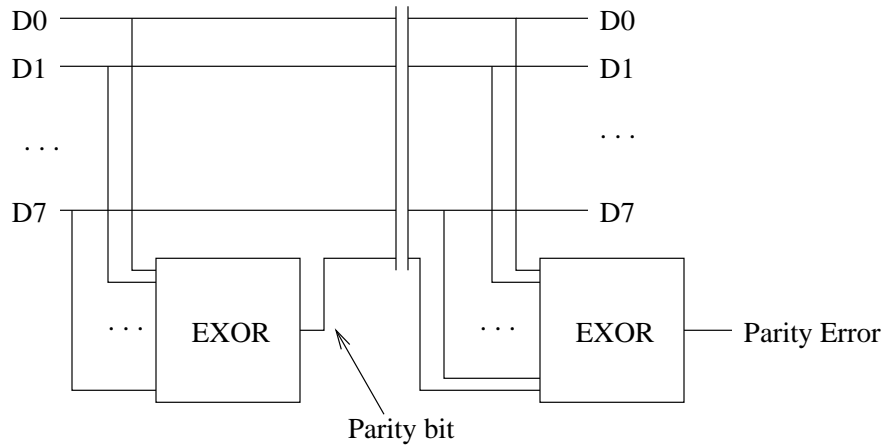 D0 D0
D1 D1
. . . . . .
D7 D7
. . . EXOR . . . EXOR Parity Error
Parity bit